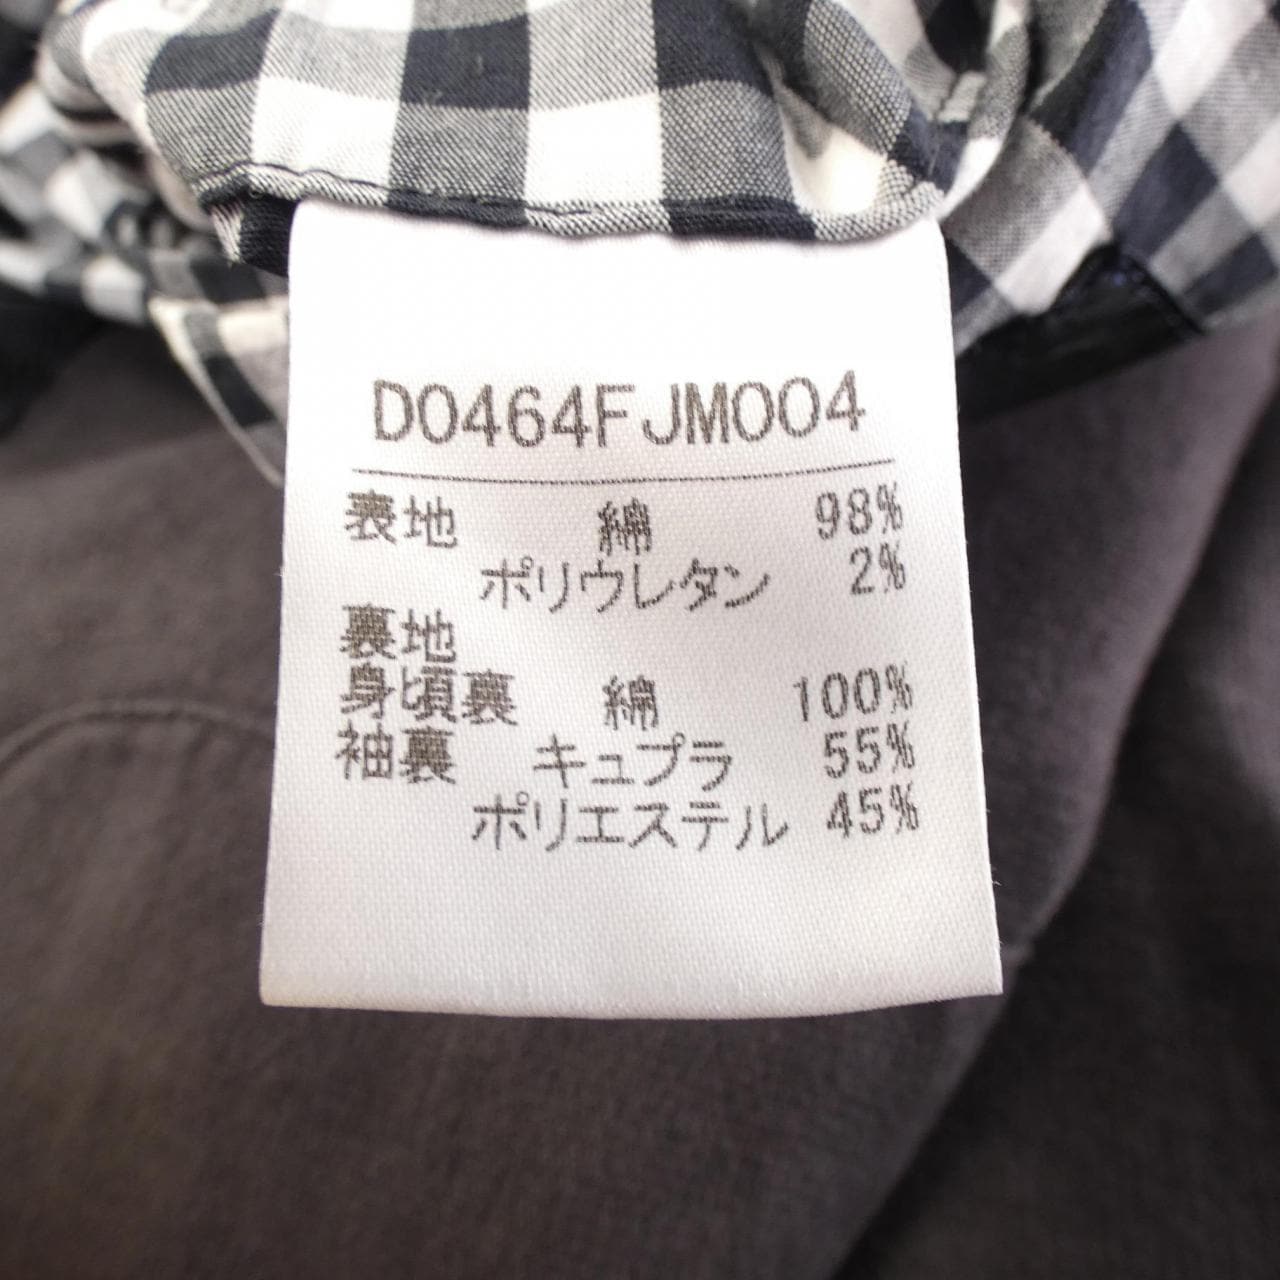 D0464FJM004
表地 綿 98%
ポリウレタン 2%
裏地
身頃裏 綿 100%
袖裏 キュプラ 55%
ポリエステル 45%